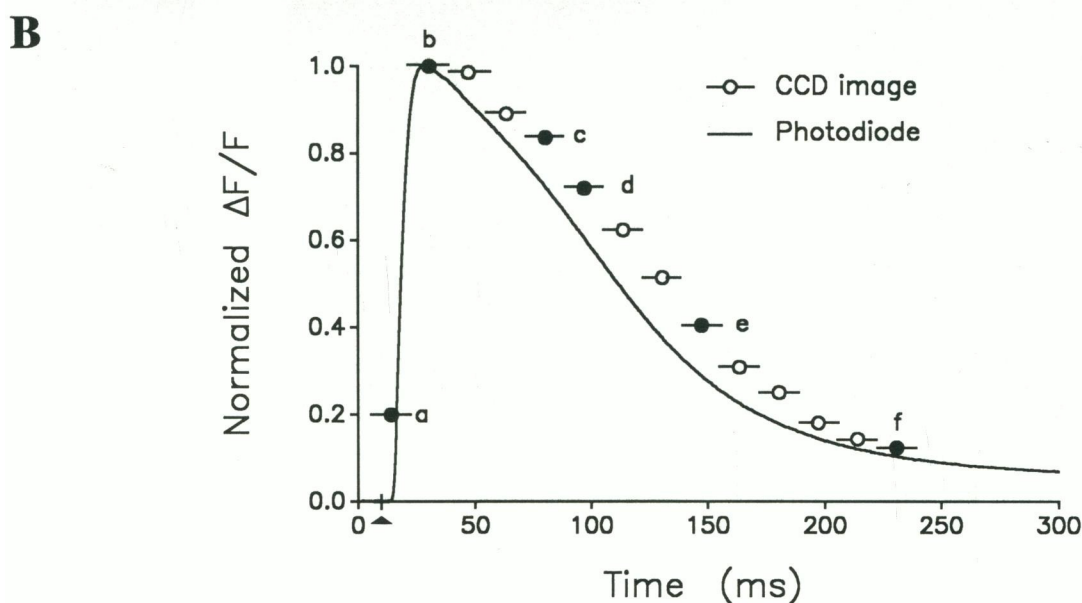 B
b
1.0
CCD image
Photodiode
0.8
c
d
0.6
0.4
e
0.2
a
f
0.0
0 50 100 150 200 250 300
Normalized ΔF/F
Time (ms)